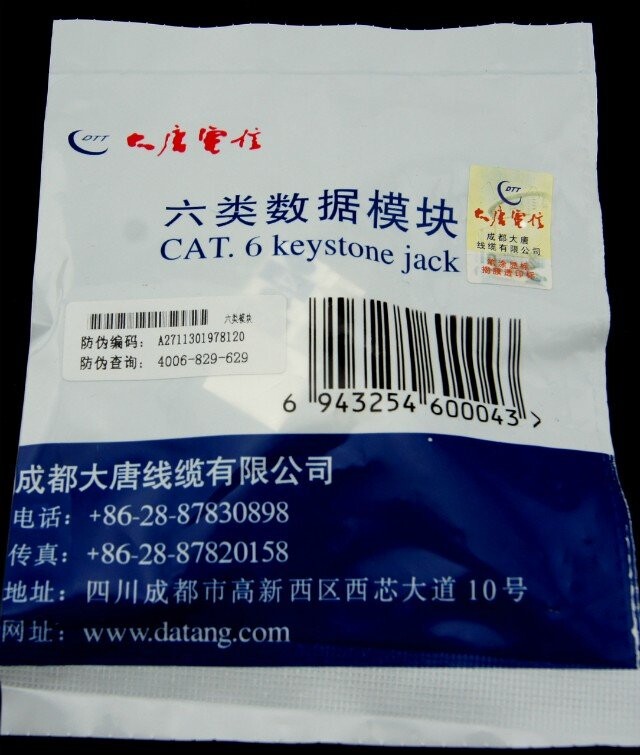 DTT 大唐電信
六类数据模块
CAT. 6 keystone jack
DTT
大唐電信
成都大唐
线缆有限公司
六类模块
防伪编码： A2711301978120
防伪查询： 4006-829-629
6 943254 600043 >
成都大唐线缆有限公司
电话：+86-28-87830898
传真：+86-28-87820158
地址：四川成都市高新西区西芯大道10号
网址：www.datang.com